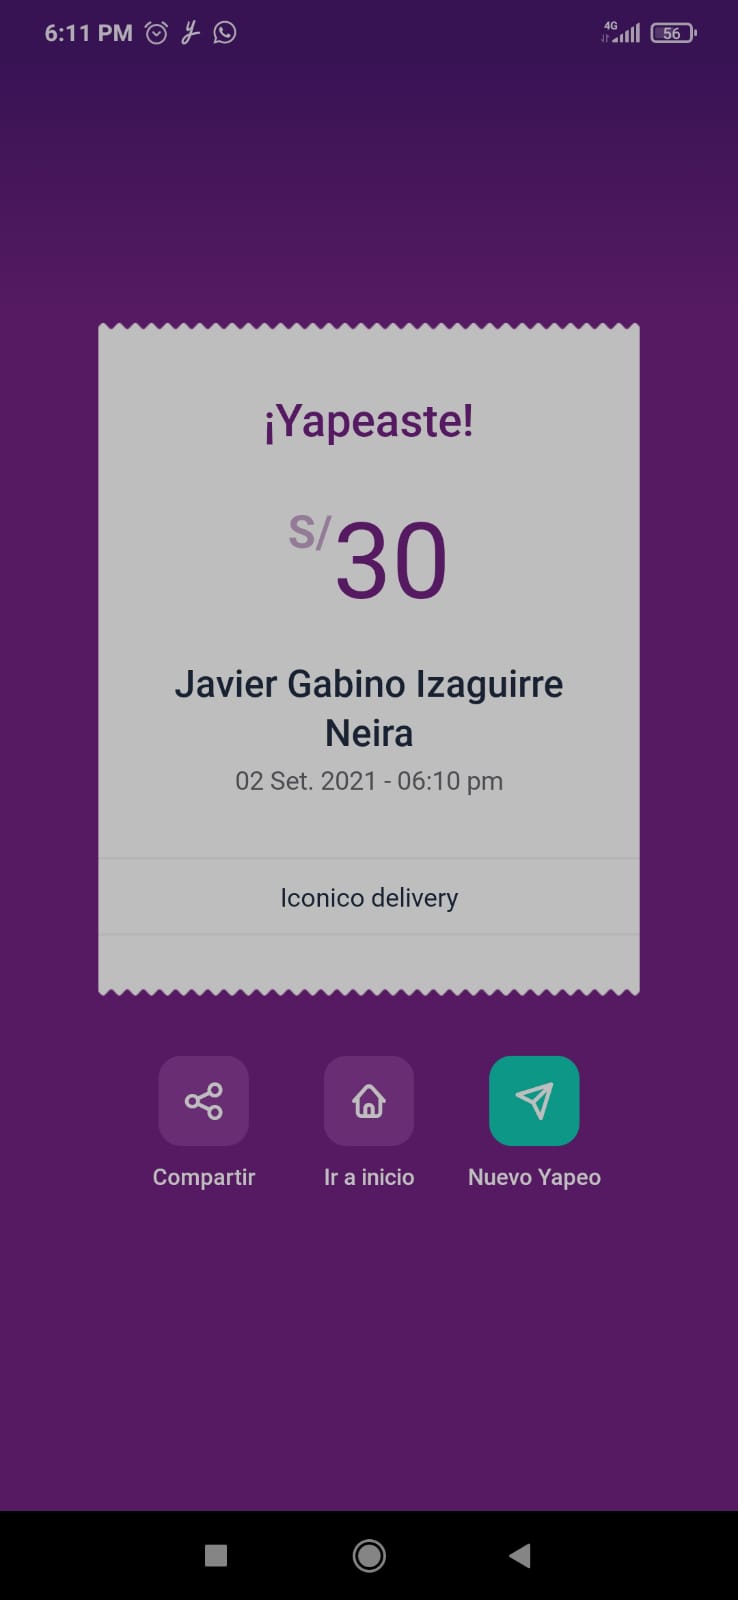 6:11 PM
4G
56
¡Yapeaste!
S/30
Javier Gabino Izaguirre
Neira
02 Set. 2021 - 06:10 pm
Iconico delivery
Compartir
Ir a inicio
Nuevo Yapeo